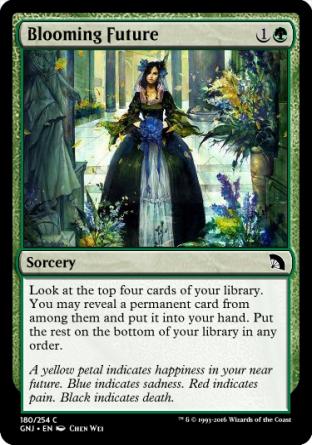 Blooming Future 1
Sorcery
Look at the top four cards of your library.
You may reveal a permanent card from
among them and put it into your hand. Put
the rest on the bottom of your library in any
order.
A yellow petal indicates happiness in your near
future. Blue indicates sadness. Red indicates
pain. Black indicates death.
180/254 C
GNJ • EN CHEN WEI
™ & © 1993-2016 Wizards of the Coast